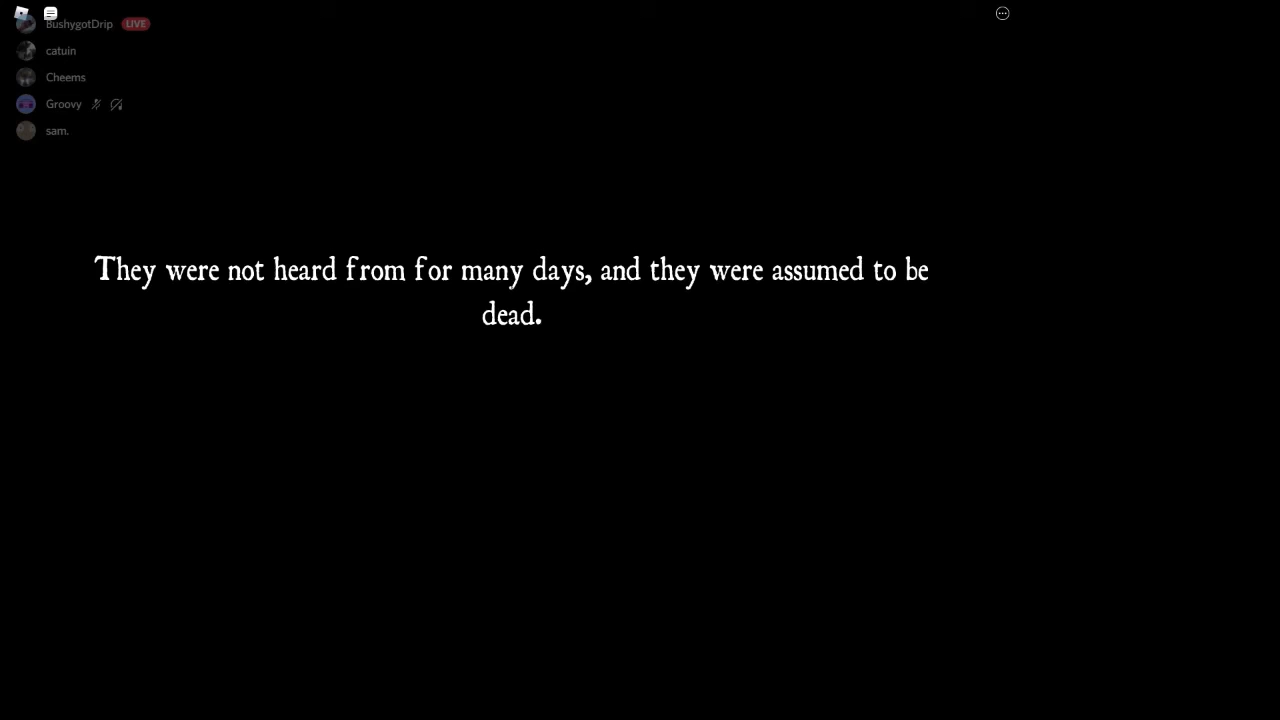 BushygotDrip LIVE
catuin
Cheems
Groovy
sam.
They were not heard from for many days, and they were assumed to be
dead.